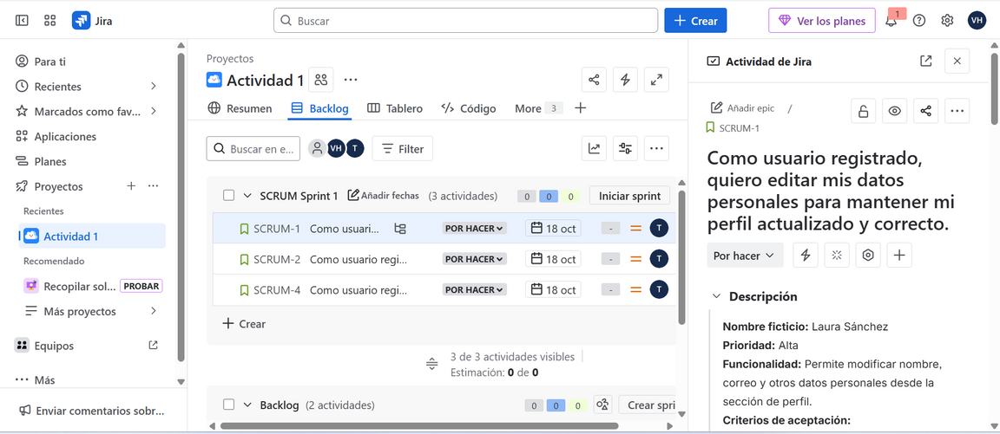 Jira
Buscar
Crear
Ver los planes
1
VH
Para ti
Recientes
Marcados como fav...
Aplicaciones
Planes
Proyectos
Recientes
Actividad 1
Recomendado
Recopilar sol...
PROBAR
Más proyectos
Equipos
Más
Enviar comentarios sobr...
Proyectos
Actividad 1
Resumen
Backlog
Tablero
Código
More 3
Buscar en e...
VH
T
Filter
SCRUM Sprint 1 Añadir fechas (3 actividades) 0 0 0 Iniciar sprint
SCRUM-1 Como usuari... POR HACER 18 oct - T
SCRUM-2 Como usuario regi... POR HACER 18 oct - T
SCRUM-4 Como usuario regi... POR HACER 18 oct - T
Crear
3 de 3 actividades visibles
Estimación: 0 de 0
Backlog (2 actividades) 0 0 0 Crear spri
Actividad de Jira
Añadir epic /
SCRUM-1
Como usuario registrado,
quiero editar mis datos
personales para mantener mi
perfil actualizado y correcto.
Por hacer
Descripción
Nombre ficticio: Laura Sánchez
Prioridad: Alta
Funcionalidad: Permite modificar nombre,
correo y otros datos personales desde la
sección de perfil.
Criterios de aceptación: